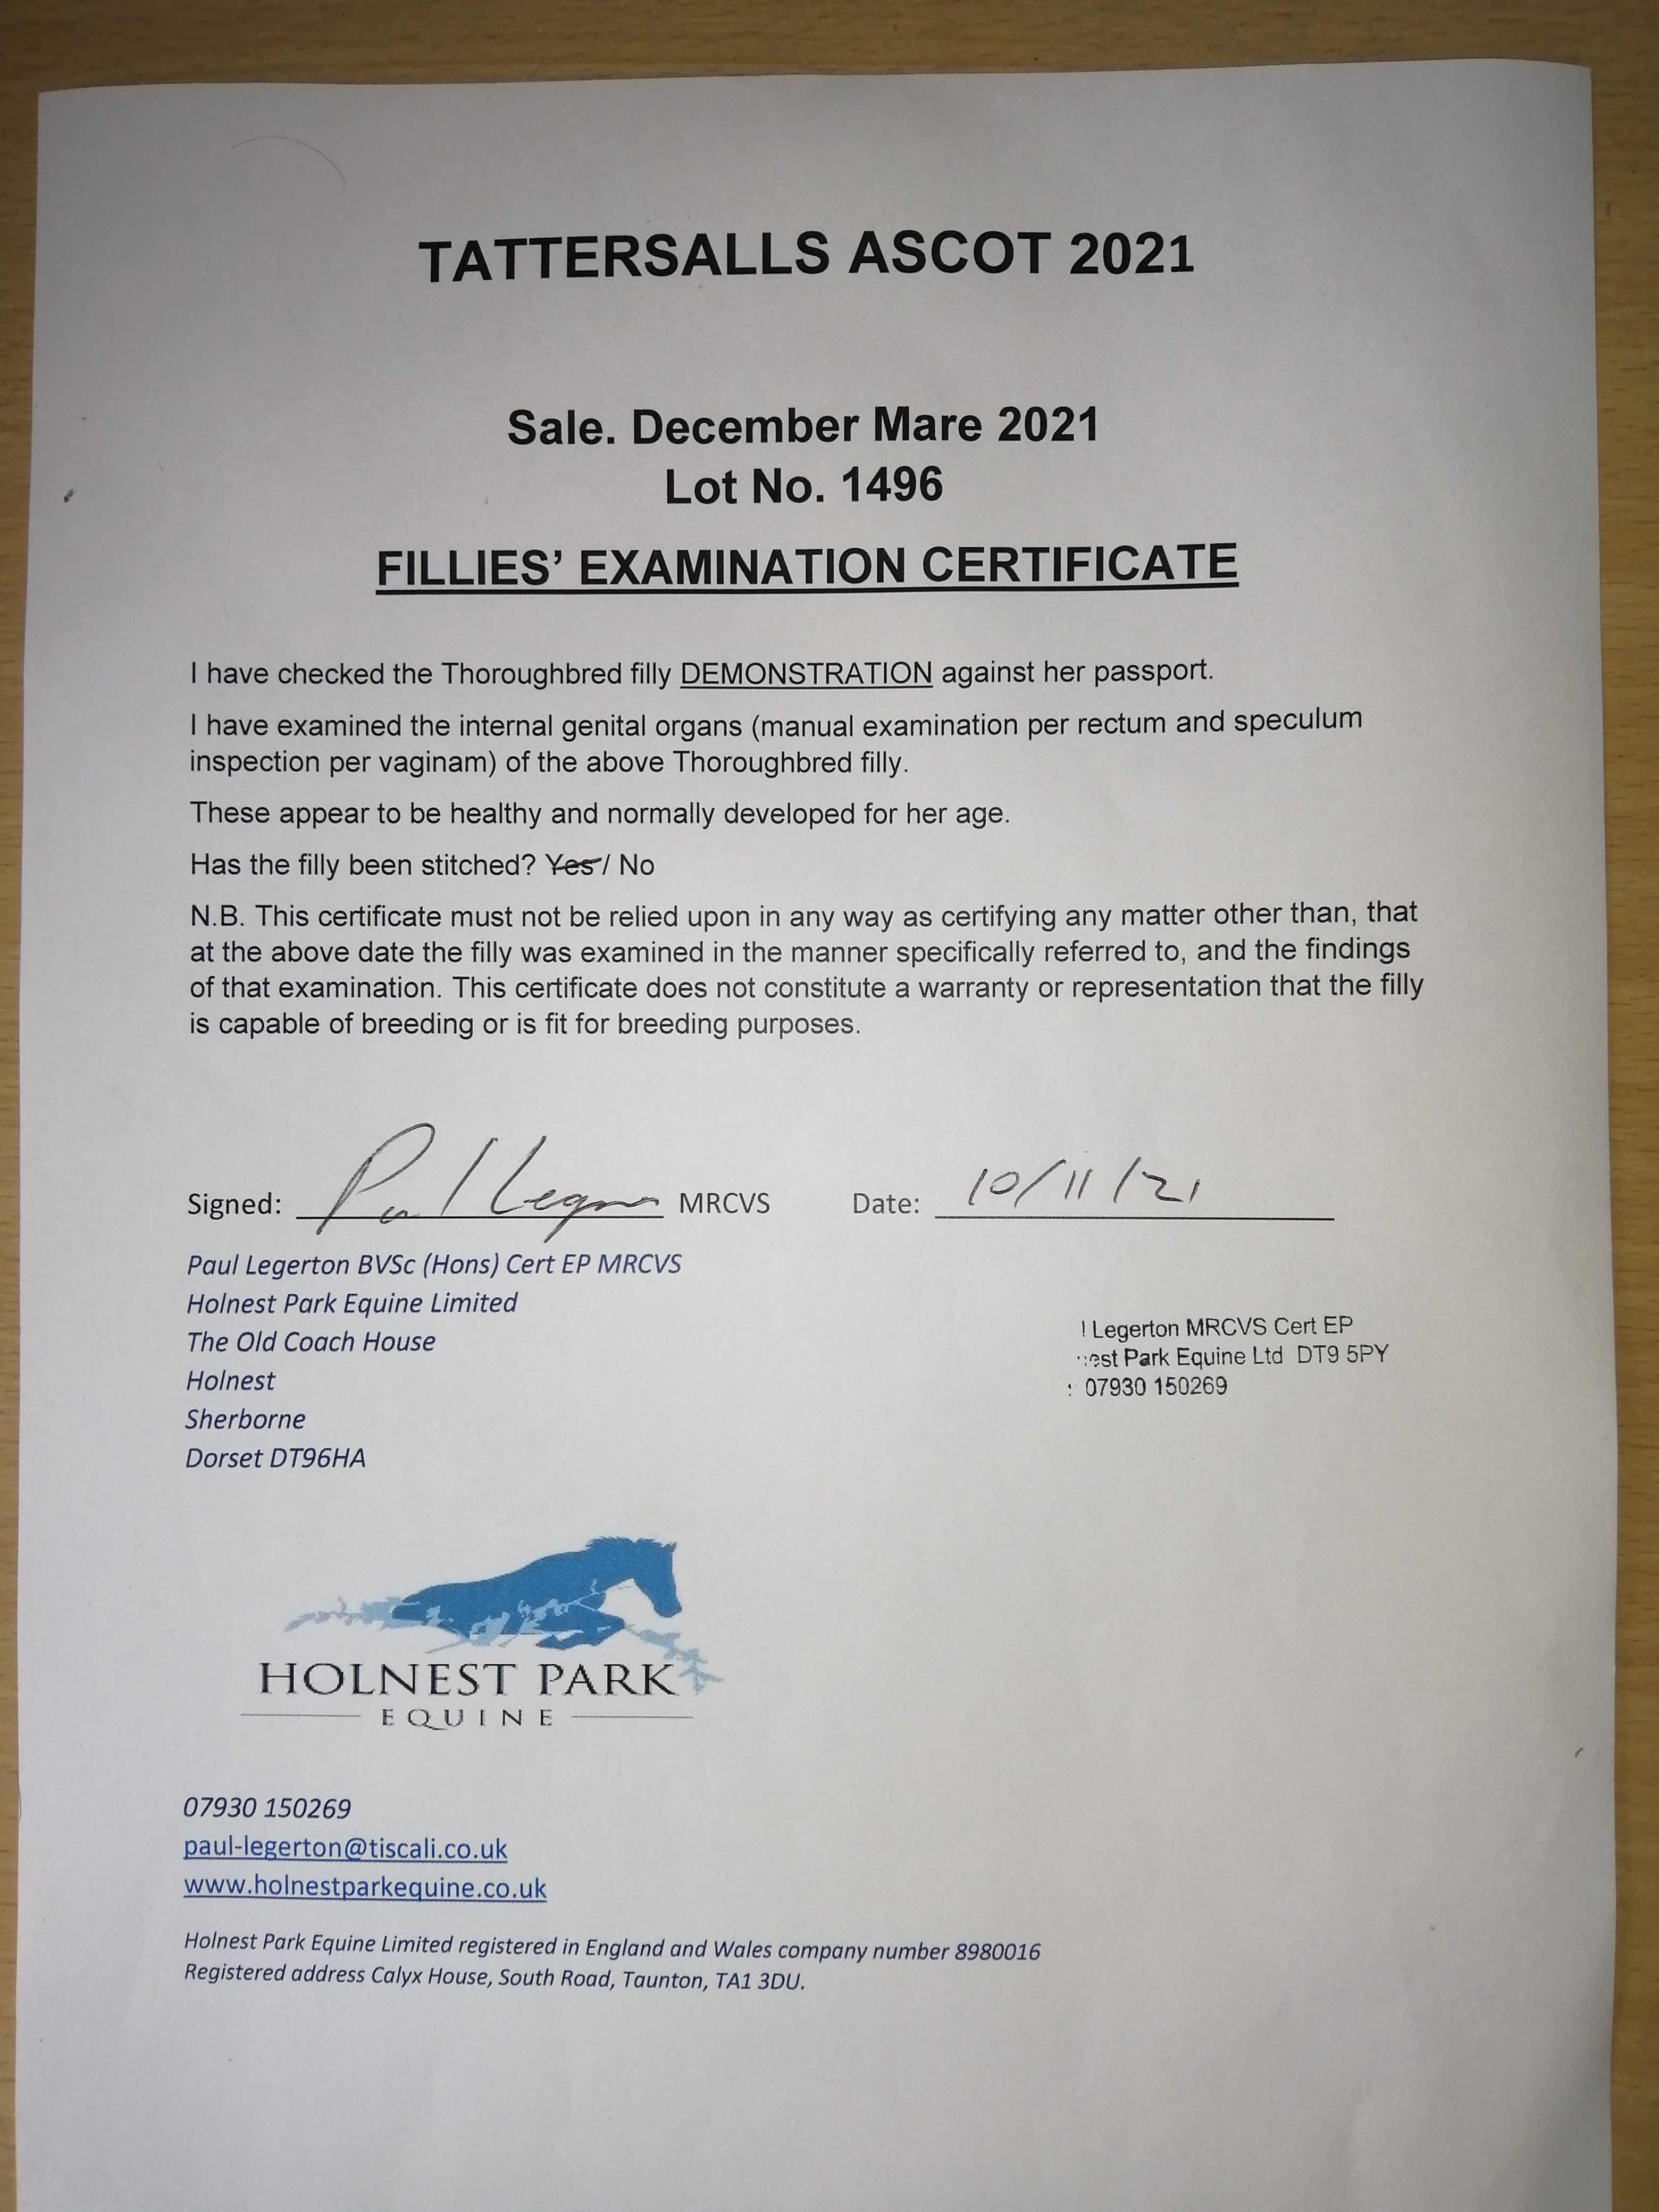 TATTERSALLS ASCOT 2021
Sale. December Mare 2021
Lot No. 1496
FILLIES' EXAMINATION CERTIFICATE
I have checked the Thoroughbred filly DEMONSTRATION against her passport.
I have examined the internal genital organs (manual examination per rectum and speculum
inspection per vaginam) of the above Thoroughbred filly.
These appear to be healthy and normally developed for her age.
Has the filly been stitched? Yes / No
N.B. This certificate must not be relied upon in any way as certifying any matter other than, that
at the above date the filly was examined in the manner specifically referred to, and the findings
of that examination. This certificate does not constitute a warranty or representation that the filly
is capable of breeding or is fit for breeding purposes.
Signed: MRCVS Date: 10/11/21
Paul Legerton BVSc (Hons) Cert EP MRCVS
Holnest Park Equine Limited
The Old Coach House
Holnest
Sherborne
Dorset DT96HA
Legerton MRCVS Cert EP
est Park Equine Ltd DT9 5PY
: 07930 150269
HOLNEST PARK
EQUINE
07930 150269
paul-legerton@tiscali.co.uk
www.holnestparkequine.co.uk
Holnest Park Equine Limited registered in England and Wales company number 8980016
Registered address Calyx House, South Road, Taunton, TA1 3DU.